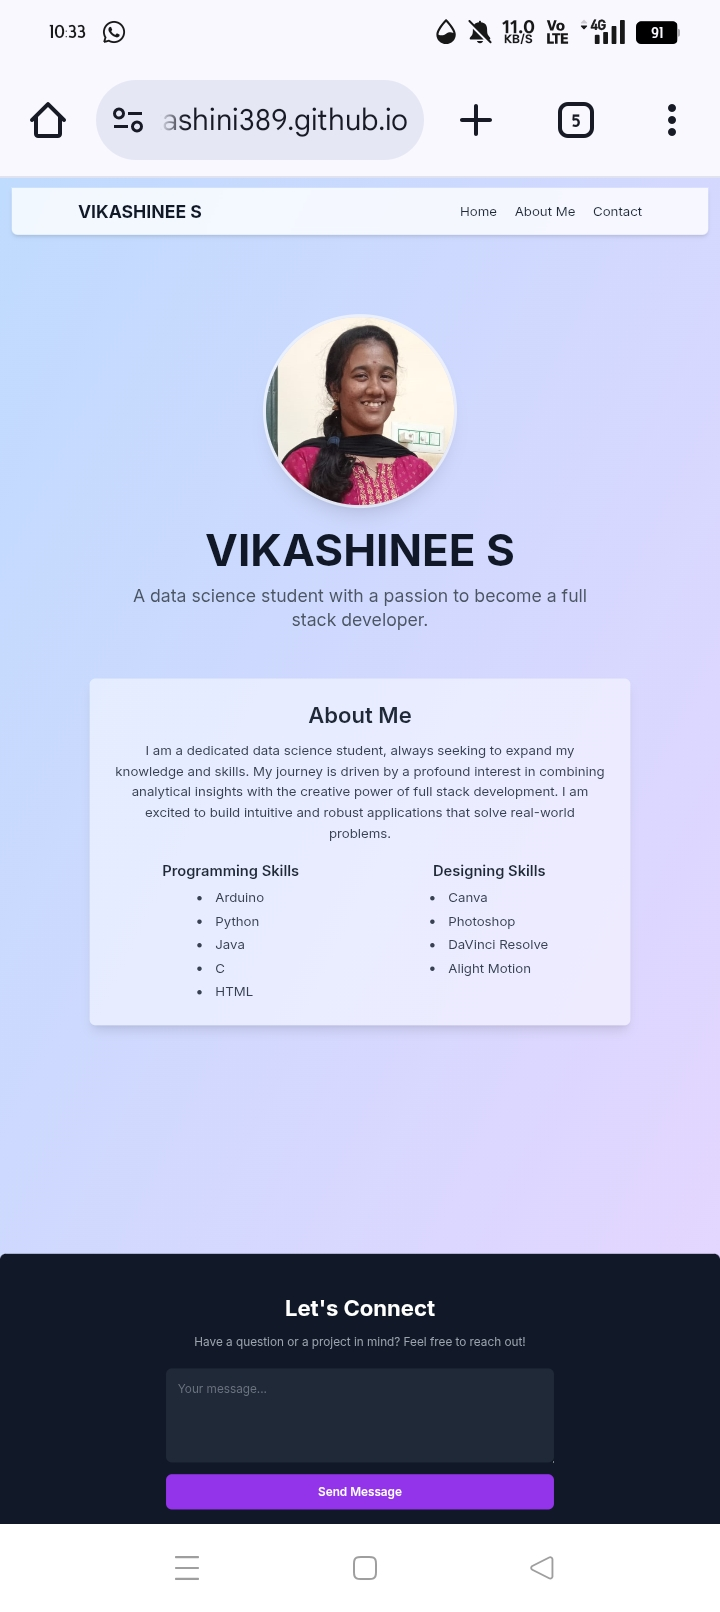 10:33
11.0 KB/S
Vo LTE
4G
91
ashini389.github.io
5
VIKASHINEE S
Home About Me Contact
VIKASHINEE S
A data science student with a passion to become a full
stack developer.
About Me
I am a dedicated data science student, always seeking to expand my
knowledge and skills. My journey is driven by a profound interest in combining
analytical insights with the creative power of full stack development. I am
excited to build intuitive and robust applications that solve real-world
problems.
Programming Skills
• Arduino
• Python
• Java
• C
• HTML
Designing Skills
• Canva
• Photoshop
• DaVinci Resolve
• Alight Motion
Let's Connect
Have a question or a project in mind? Feel free to reach out!
Your message...
Send Message